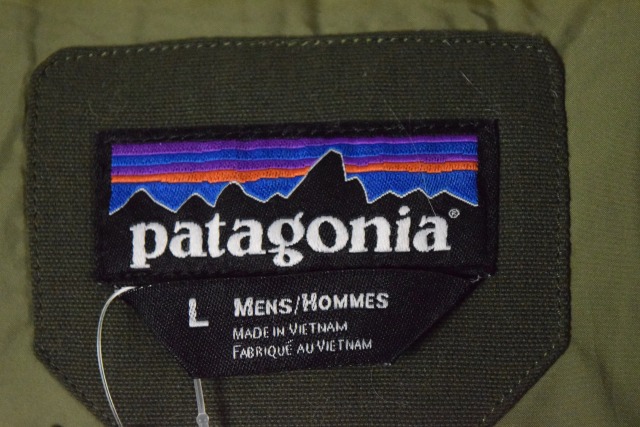 patagonia®
L MENS/HOMMES
MADE IN VIETNAM
FABRIQUÉ AU VIETNAM